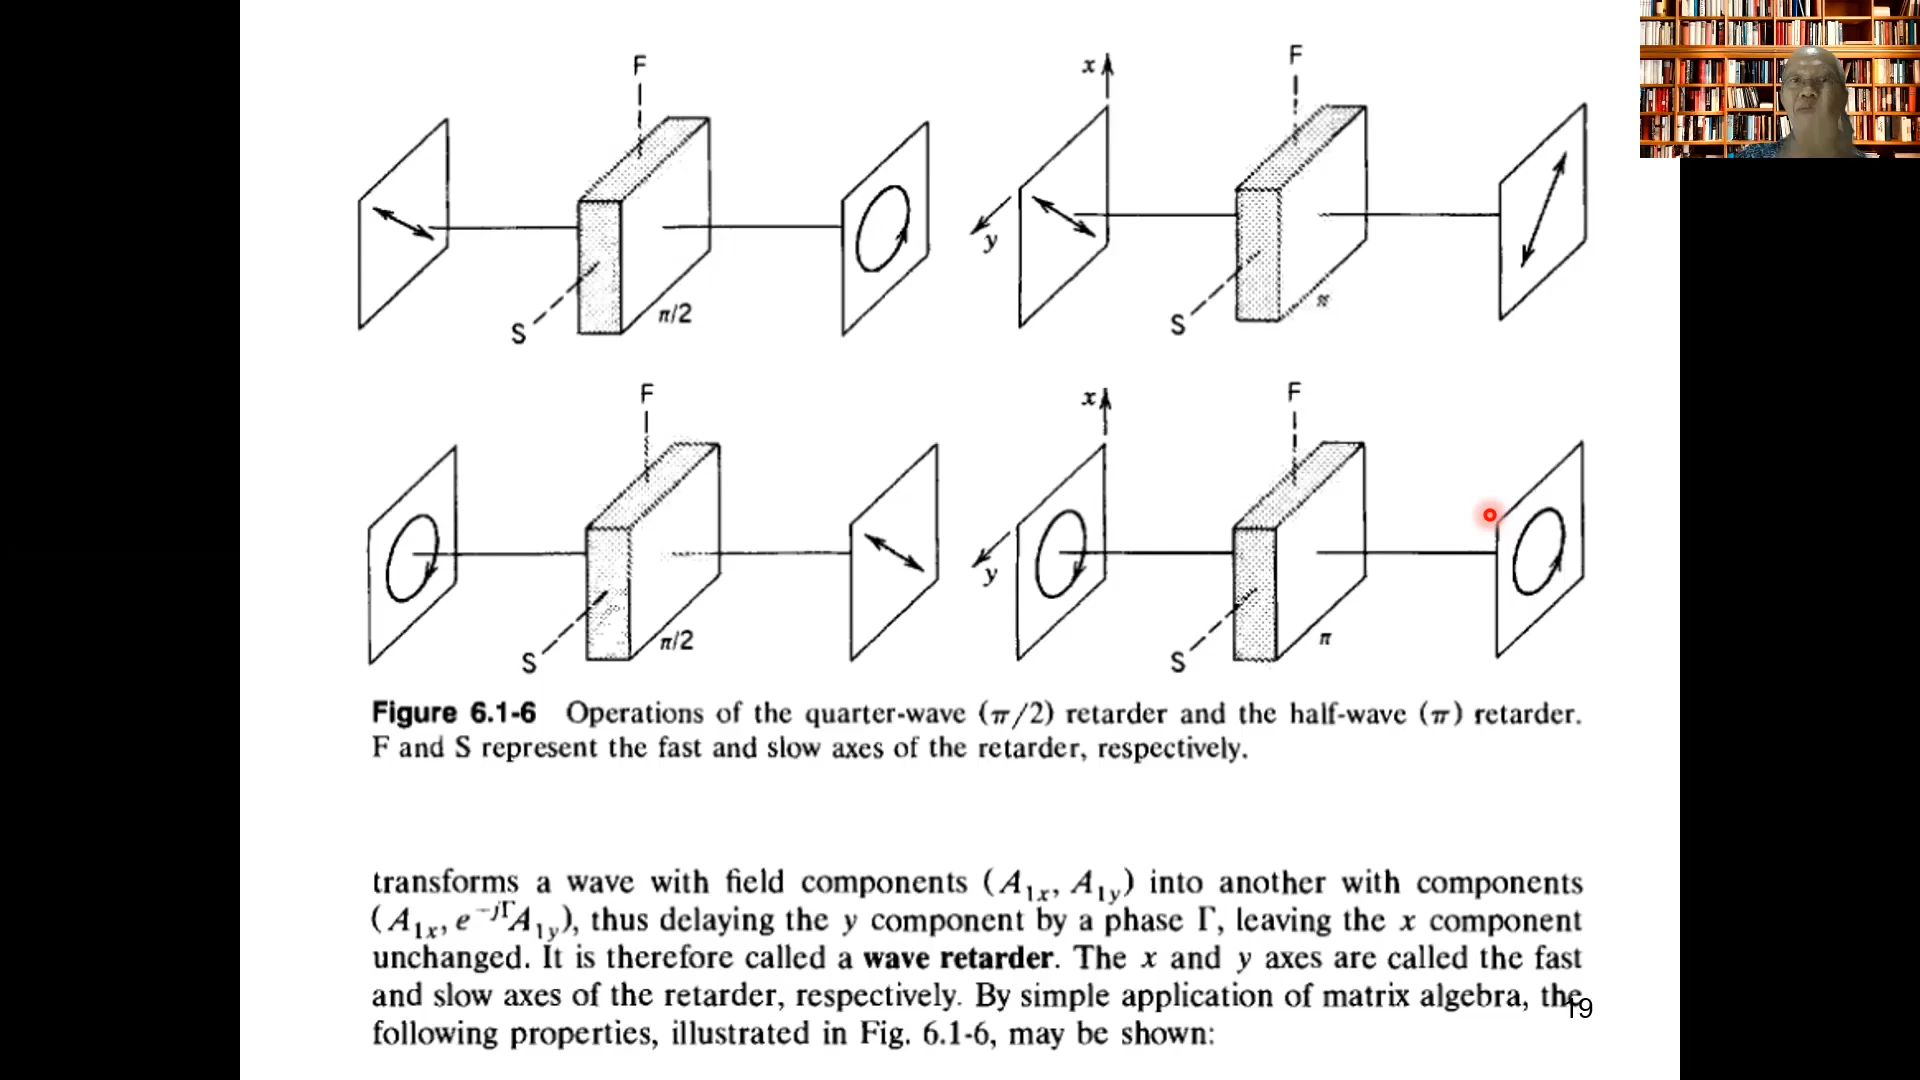 F
x
F
y
S
π/2
S
π
F
x
F
y
S
π/2
S
π
Figure 6.1-6 Operations of the quarter-wave (π/2) retarder and the half-wave (π) retarder.
F and S represent the fast and slow axes of the retarder, respectively.
transforms a wave with field components (A₁ₓ, A₁ᵧ) into another with components
(A₁ₓ, e^{-jΓ}A₁ᵧ), thus delaying the y component by a phase Γ, leaving the x component
unchanged. It is therefore called a wave retarder. The x and y axes are called the fast
and slow axes of the retarder, respectively. By simple application of matrix algebra, the
19
following properties, illustrated in Fig. 6.1-6, may be shown: